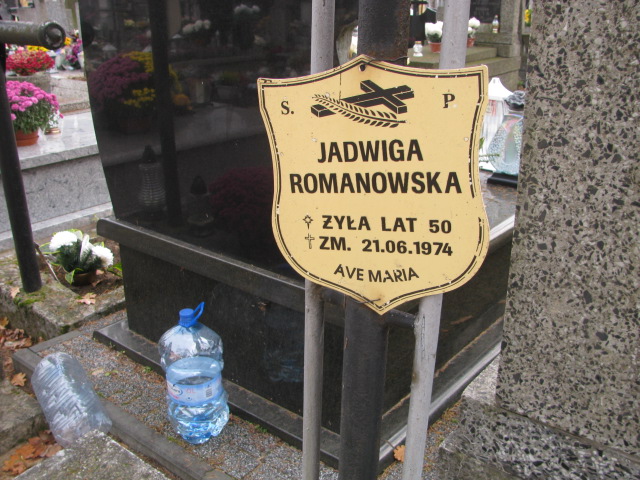 S. P
JADWIGA
ROMANOWSKA
ŻYŁA LAT 50
ZM. 21.06.1974
AVE MARIA